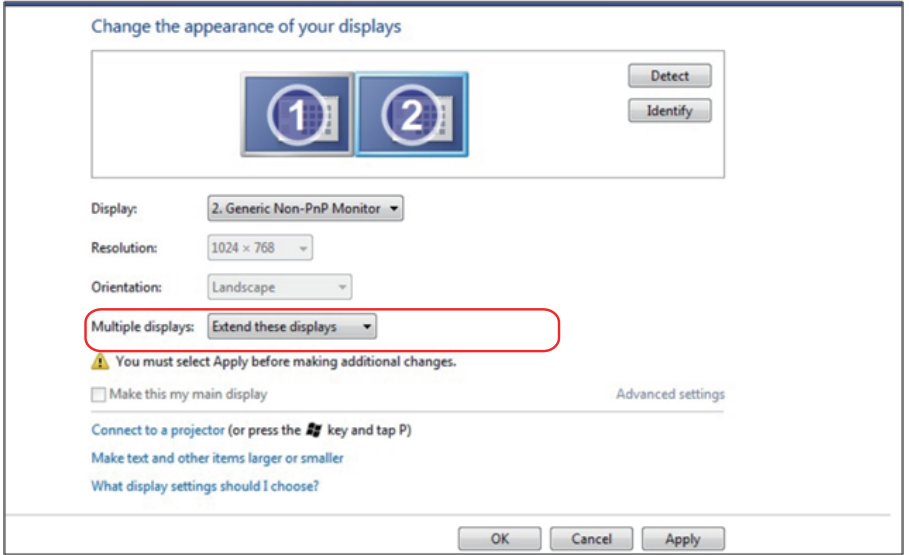 Change the appearance of your displays
1 2
Detect
Identify
Display: 2. Generic Non-PnP Monitor
Resolution: 1024 × 768
Orientation: Landscape
Multiple displays: Extend these displays
You must select Apply before making additional changes.
Make this my main display Advanced settings
Connect to a projector (or press the key and tap P)
Make text and other items larger or smaller
What display settings should I choose?
OK Cancel Apply